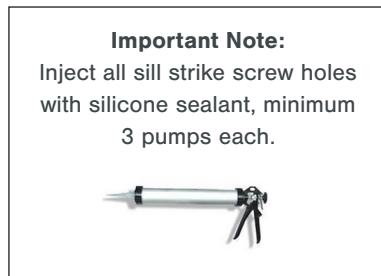 Important Note:
Inject all sill strike screw holes
with silicone sealant, minimum
3 pumps each.